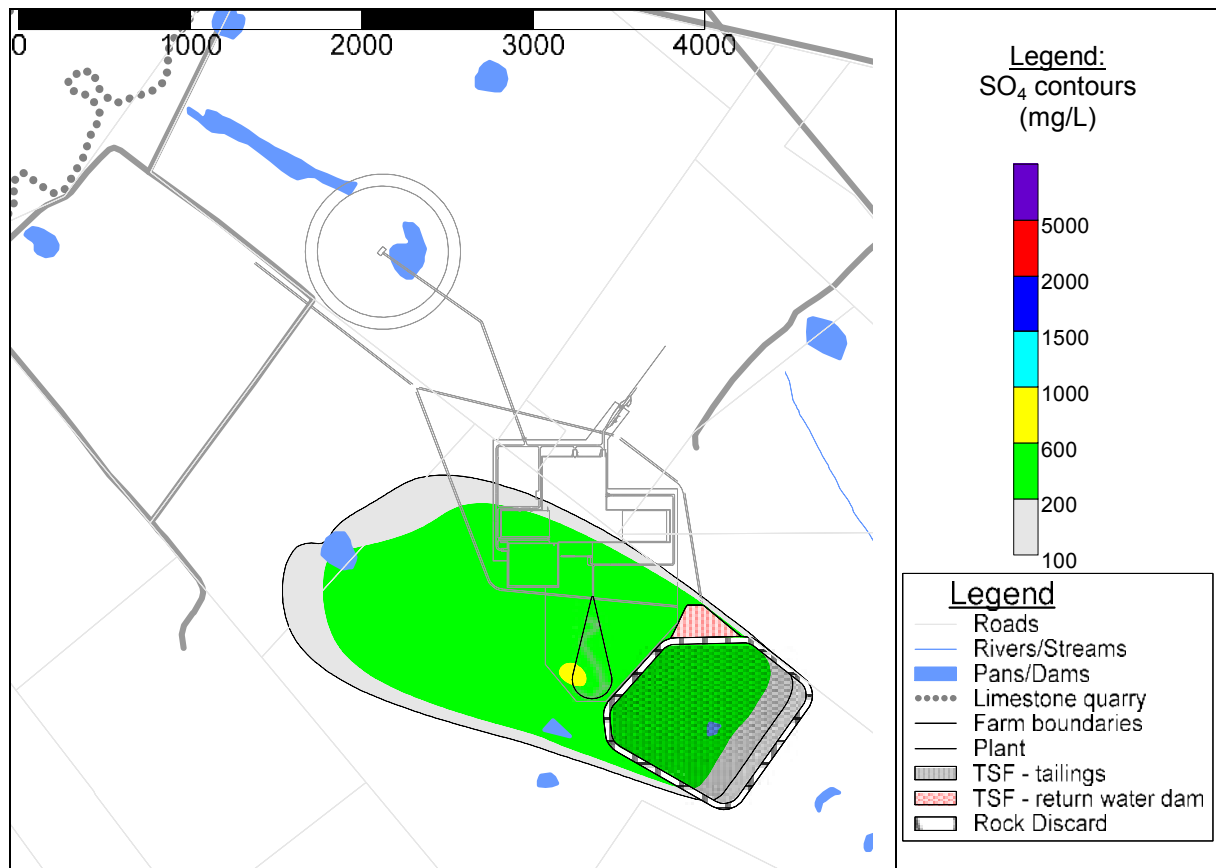 0 1000 2000 3000 4000
Legend:
SO₄ contours
(mg/L)
5000
2000
1500
1000
600
200
100
Legend
Roads
Rivers/Streams
Pans/Dams
Limestone quarry
Farm boundaries
Plant
TSF - tailings
TSF - return water dam
Rock Discard